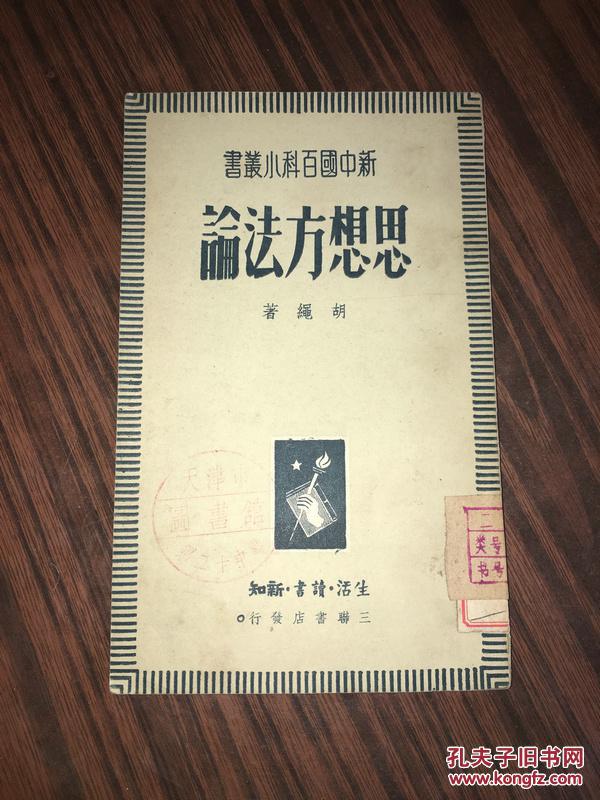 新中國百科小叢書
思想方法論
胡繩著
生活·讀書·新知
三聯書店發行
天津市
圖書館
二
类号
书号
孔夫子旧书网
www.kongfz.com